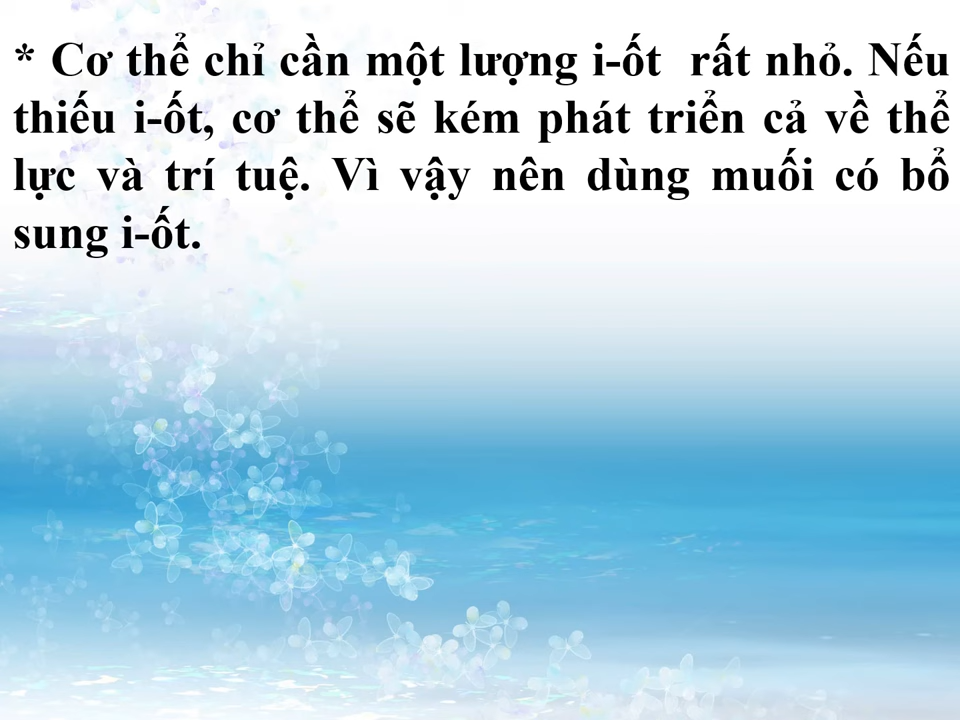 * Cơ thể chỉ cần một lượng i-ốt  rất nhỏ. Nếu
thiếu i-ốt, cơ thể sẽ kém phát triển cả về thể
lực và trí tuệ. Vì vậy nên dùng muối có bổ
sung i-ốt.